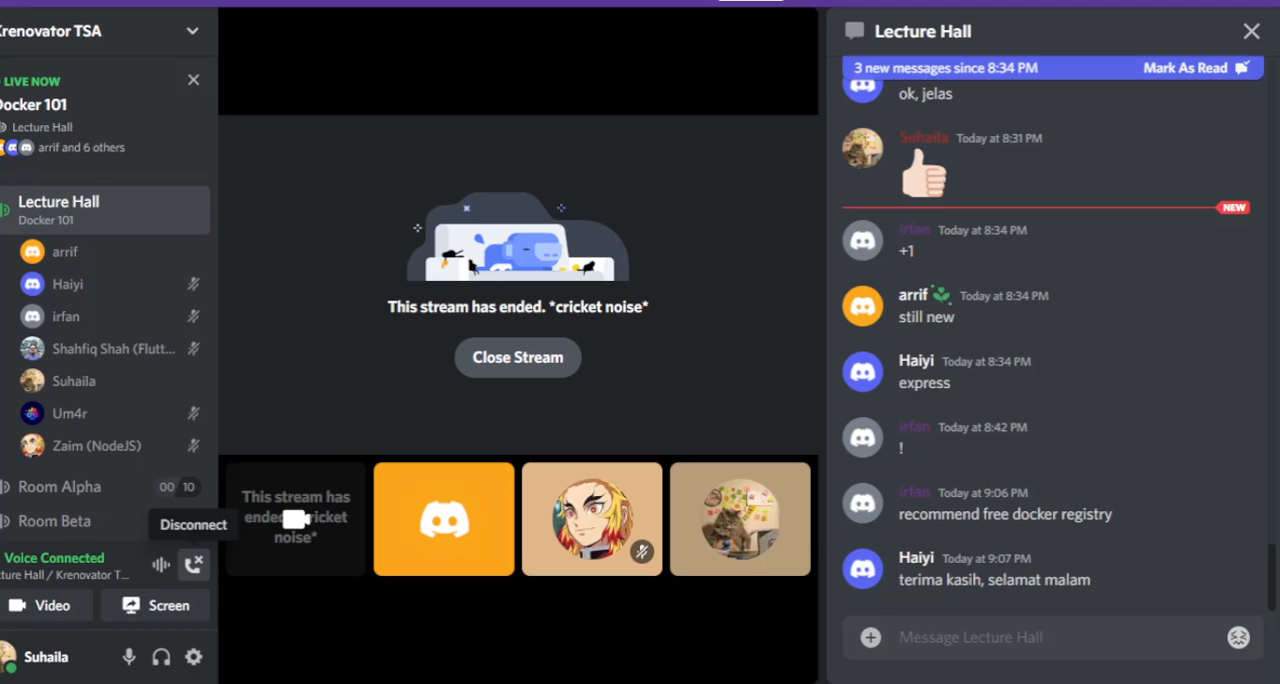 Krenovator TSA
LIVE NOW
Docker 101
Lecture Hall
arrif and 6 others
Lecture Hall
Docker 101
arrif
Haiyi
irfan
Shahfiq Shah (Flutt...
Suhaila
Um4r
Zaim (NodeJS)
Room Alpha
00 10
Room Beta
Disconnect
Voice Connected
cture Hall / Krenovator T...
Video
Screen
Suhaila
This stream has ended. *cricket noise*
Close Stream
This stream has
ended. *cricket
noise*
Lecture Hall
3 new messages since 8:34 PM
Mark As Read
ok, jelas
Suhaila Today at 8:31 PM
NEW
irfan Today at 8:34 PM
+1
arrif Today at 8:34 PM
still new
Haiyi Today at 8:34 PM
express
irfan Today at 8:42 PM
!
irfan Today at 9:06 PM
recommend free docker registry
Haiyi Today at 9:07 PM
terima kasih, selamat malam
Message Lecture Hall